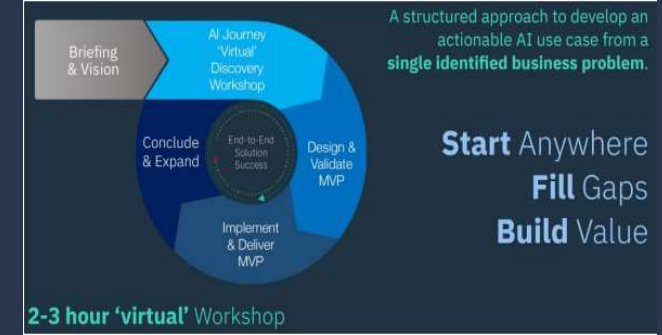 Briefing
& Vision
AI Journey
'Virtual'
Discovery
Workshop
Design &
Validate
MVP
Implement
& Deliver
MVP
Conclude
& Expand
End-to-End
Solution
Success
A structured approach to develop an
actionable AI use case from a
single identified business problem.
Start Anywhere
Fill Gaps
Build Value
2-3 hour 'virtual' Workshop